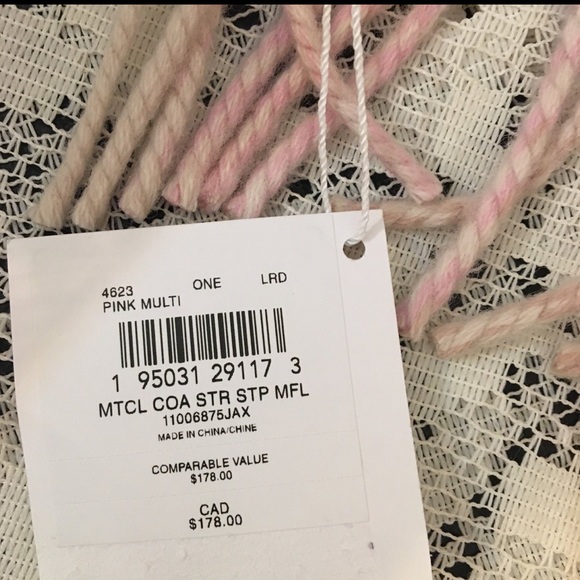 4623 ONE LRD
PINK MULTI
1 95031 29117 3
MTCL COA STR STP MFL
11006875JAX
MADE IN CHINA/CHINE
COMPARABLE VALUE
$178.00
CAD
$178.00